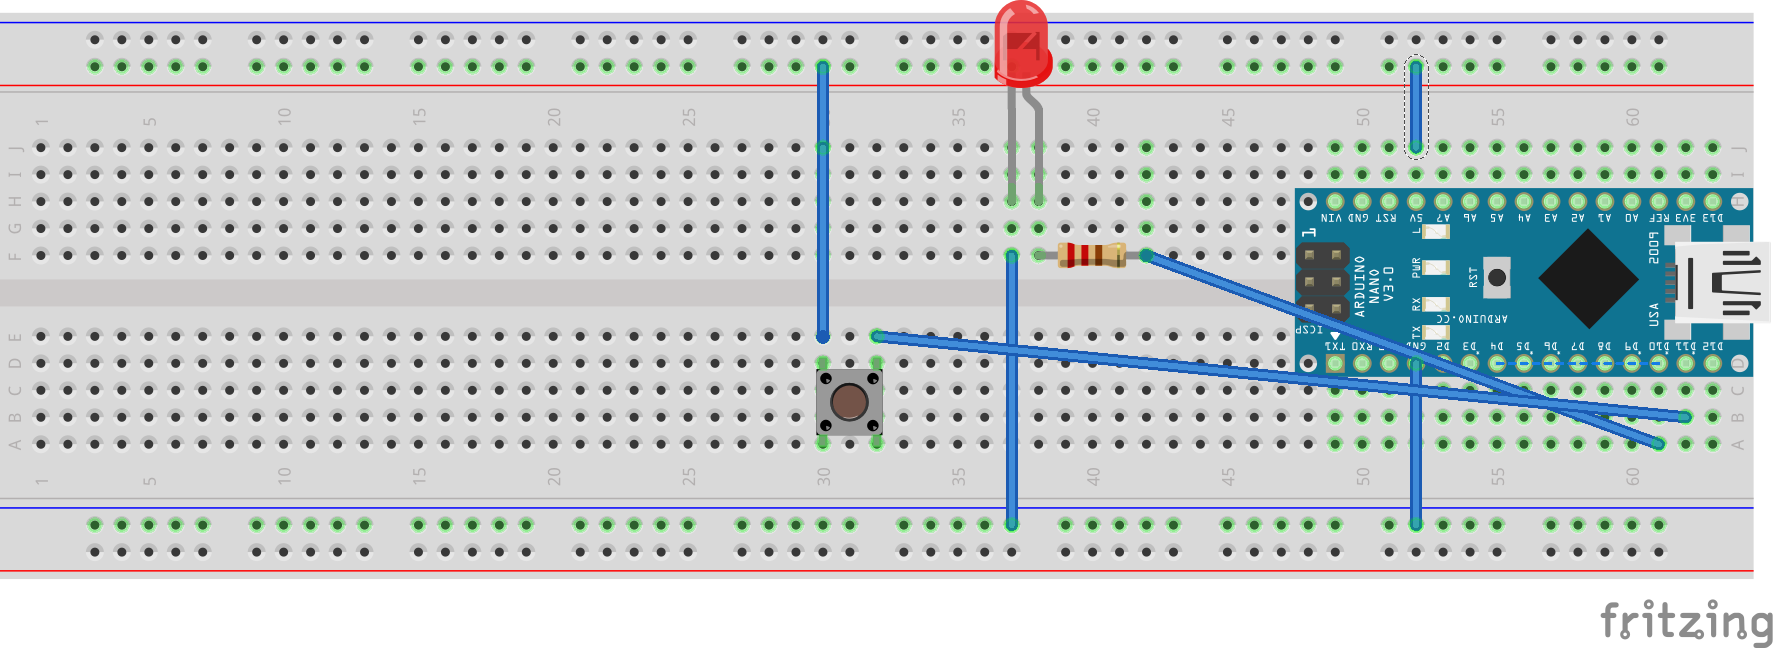 1 5 10 15 20 25 35 40 45 50 55 60
J
I
H
G
F
VIN GND RST 5V A7 A6 A5 A4 A3 A2 A1 A0 REF 3V3 D13
1
L
PWR
RX
TX
RST
ARDUINO
NANO
V3.0
ARDUINO.CC
ICSP
2009
USA
TX1 RX0 GND D2 D3 D4 D5 D6 D7 D8 D9 D10 D11 D12
E
D
C
B
A
J
I
H
D
C
B
A
1 5 10 15 20 25 30 35 40 45 50 55 60
fritzing